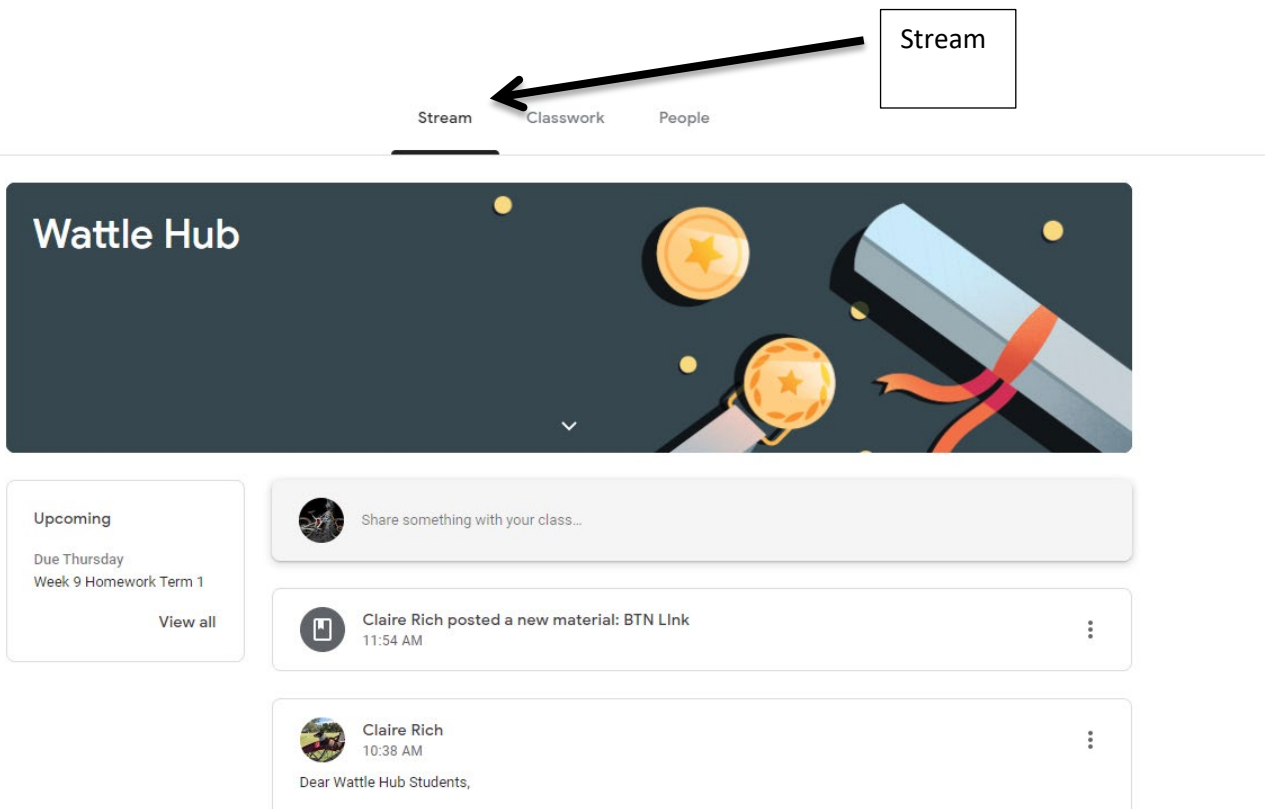 Stream
Stream Classwork People
Wattle Hub
Upcoming
Due Thursday
Week 9 Homework Term 1
View all
Share something with your class...
Claire Rich posted a new material: BTN LInk
11:54 AM
Claire Rich
10:38 AM
Dear Wattle Hub Students,